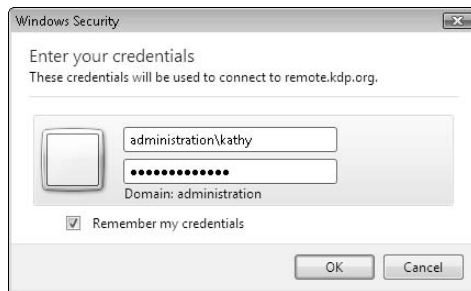 Windows Security
Enter your credentials
These credentials will be used to connect to remote.kdp.org.
administration\kathy
●●●●●●●●●●●●●
Domain: administration
Remember my credentials
OK
Cancel